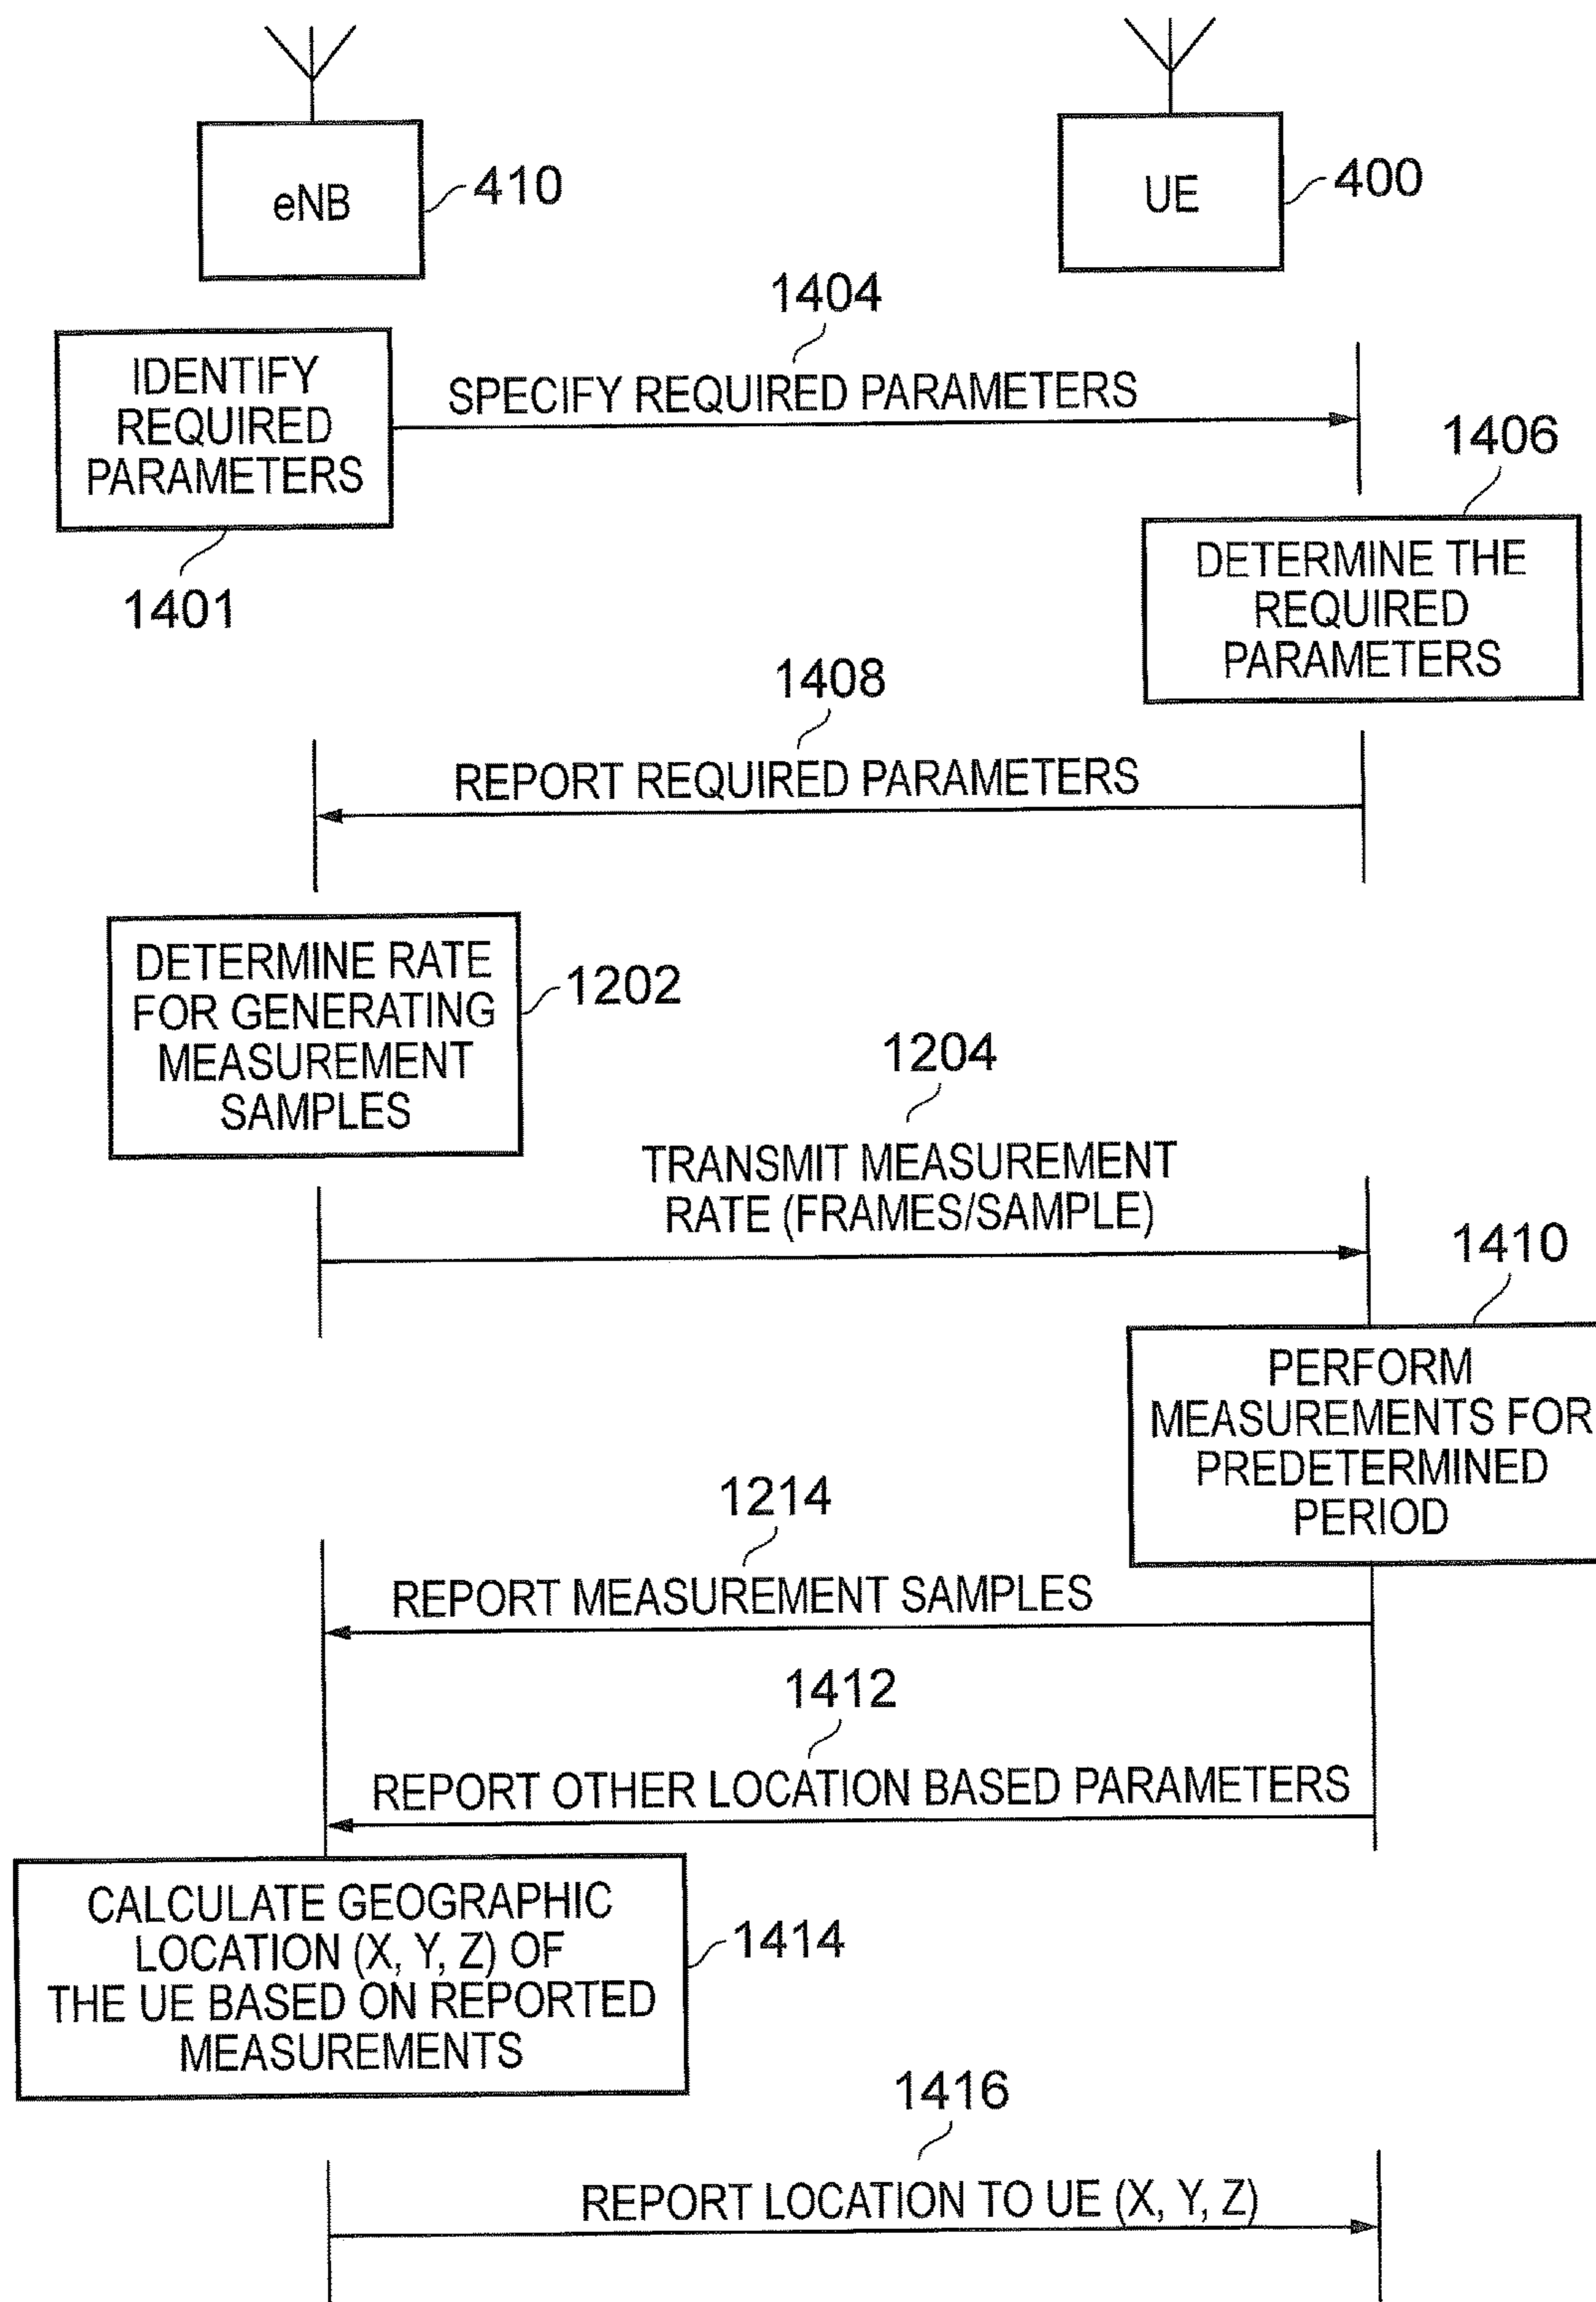 eNB
410
UE
400
1404
IDENTIFY
REQUIRED
PARAMETERS
SPECIFY REQUIRED PARAMETERS
1401
1406
DETERMINE THE
REQUIRED
PARAMETERS
1408
REPORT REQUIRED PARAMETERS
DETERMINE RATE
FOR GENERATING
MEASUREMENT
SAMPLES
1202
1204
TRANSMIT MEASUREMENT
RATE (FRAMES/SAMPLE)
1410
PERFORM
MEASUREMENTS FOR
PREDETERMINED
PERIOD
1214
REPORT MEASUREMENT SAMPLES
1412
REPORT OTHER LOCATION BASED PARAMETERS
CALCULATE GEOGRAPHIC
LOCATION (X, Y, Z) OF
THE UE BASED ON REPORTED
MEASUREMENTS
1414
1416
REPORT LOCATION TO UE (X, Y, Z)